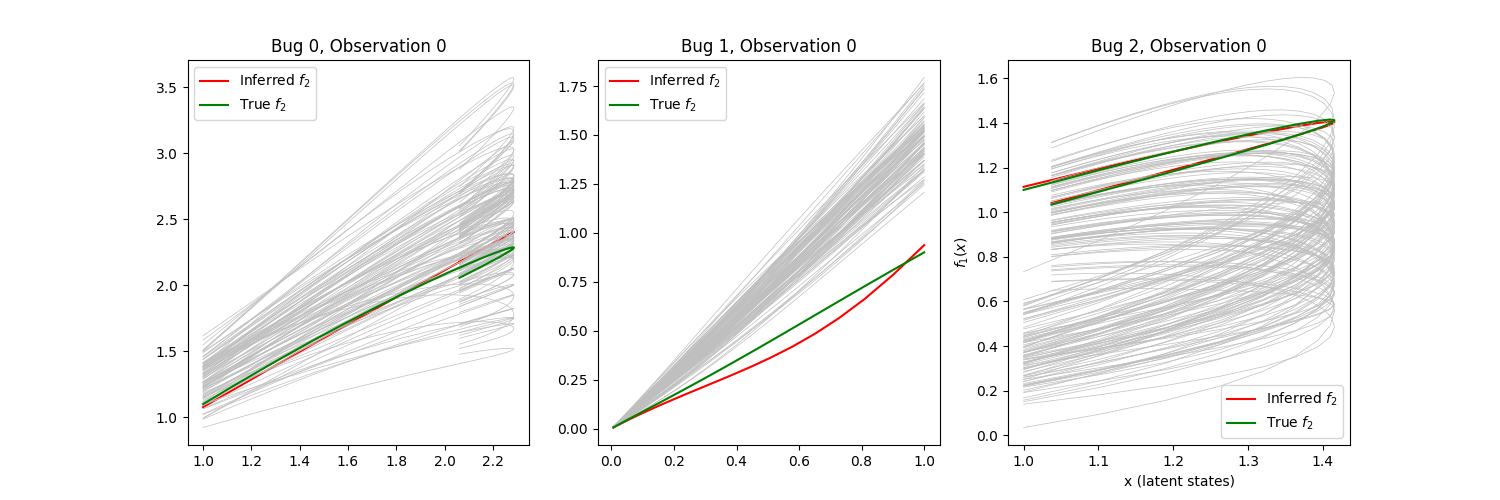 Bug 0, Observation 0
Inferred f₂
True f₂
3.5
3.0
2.5
2.0
1.5
1.0
1.0 1.2 1.4 1.6 1.8 2.0 2.2
Bug 1, Observation 0
Inferred f₂
True f₂
1.75
1.50
1.25
1.00
0.75
0.50
0.25
0.00
0.0 0.2 0.4 0.6 0.8 1.0
Bug 2, Observation 0
1.6
1.4
1.2
1.0
0.8
0.6
0.4
0.2
0.0
f₁(x)
Inferred f₂
True f₂
1.0 1.1 1.2 1.3 1.4
x (latent states)